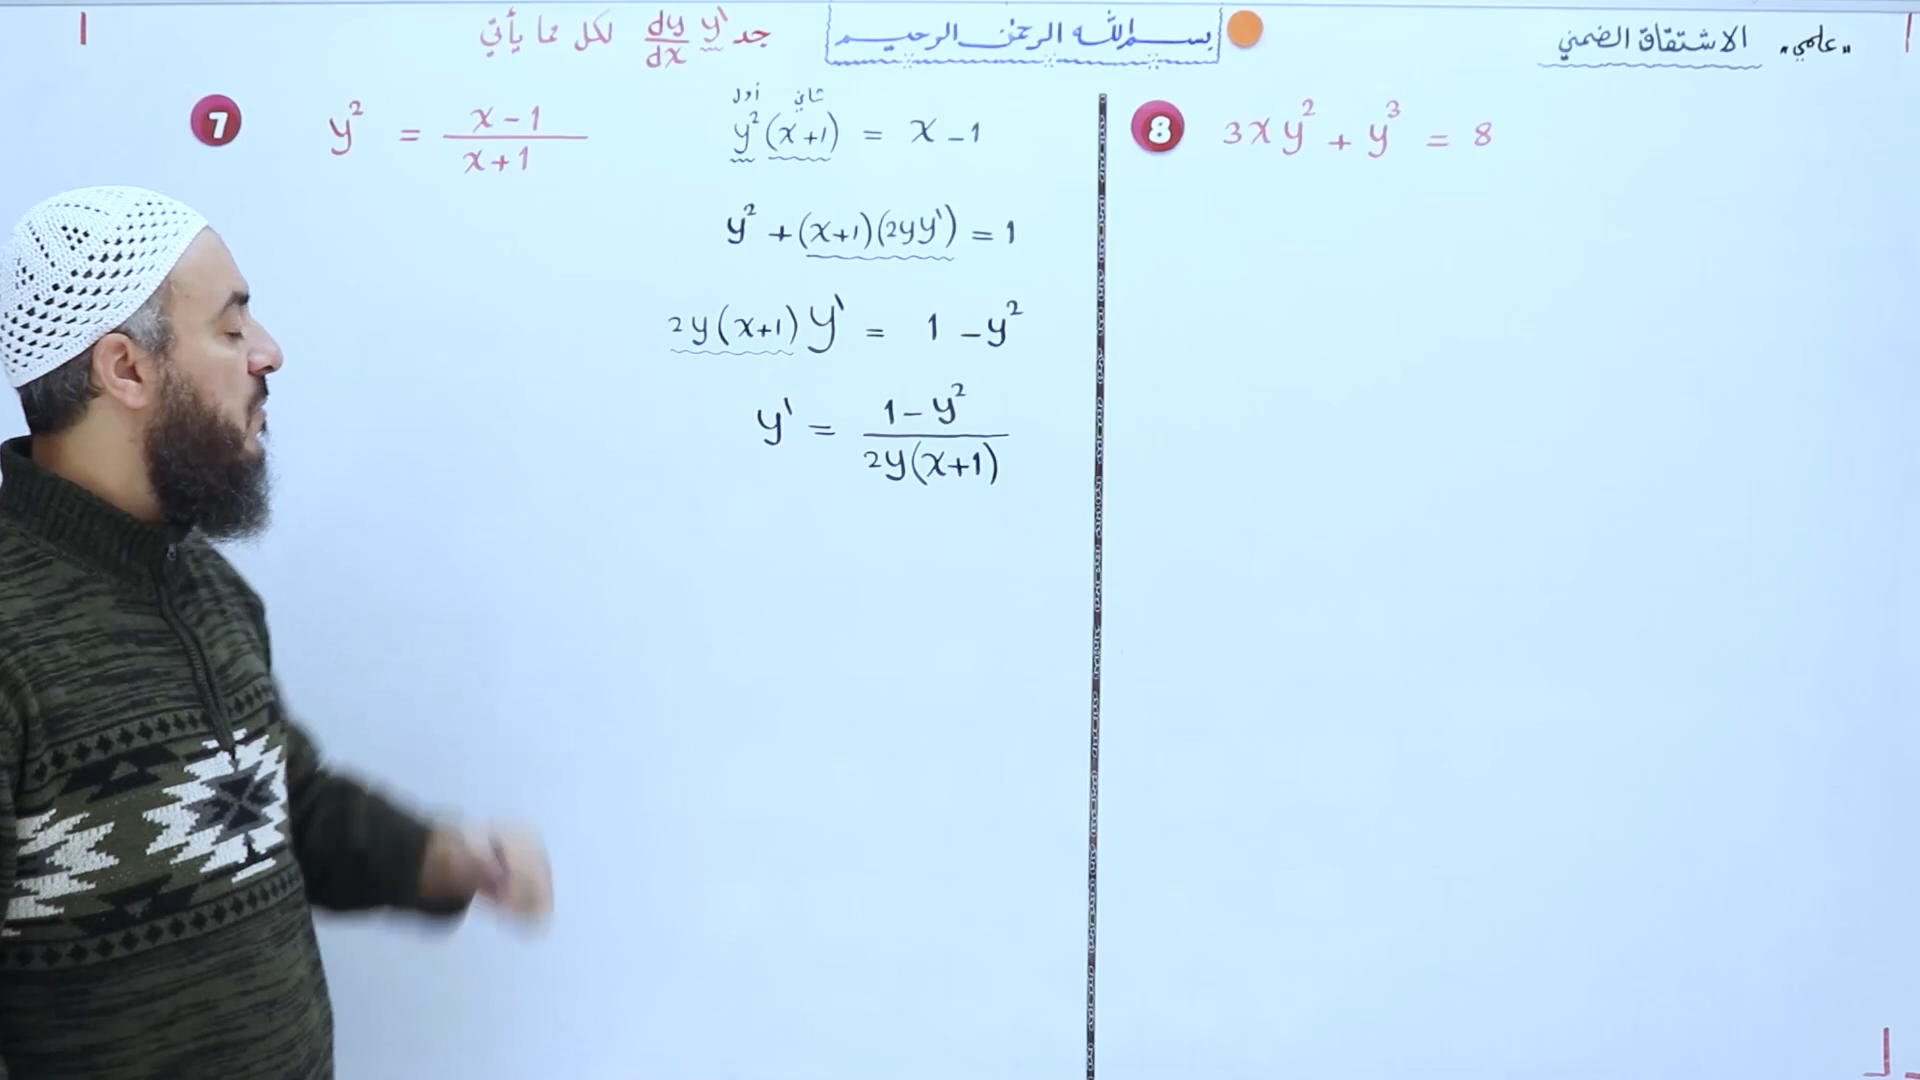 "علمي" الاشتقاق الضمني
بسم الله الرحمن الرحيم
جد y' dy/dx لكل مما يأتي
7 y² = (x-1)/(x+1)
أول ثاني
y²(x+1) = x-1
y² + (x+1)(2yy') = 1
2y(x+1)y' = 1 - y²
y' = (1-y²)/(2y(x+1))
8 3xy² + y³ = 8